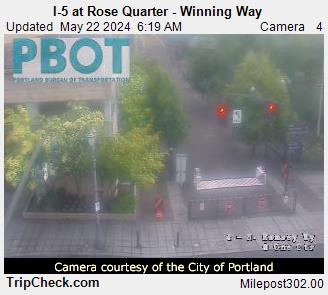 I-5 at Rose Quarter - Winning Way
Updated May 22 2024 6:19 AM Camera 4
PBOT
PORTLAND BUREAU OF TRANSPORTATION
Camera courtesy of the City of Portland
TripCheck.com Milepost302.00